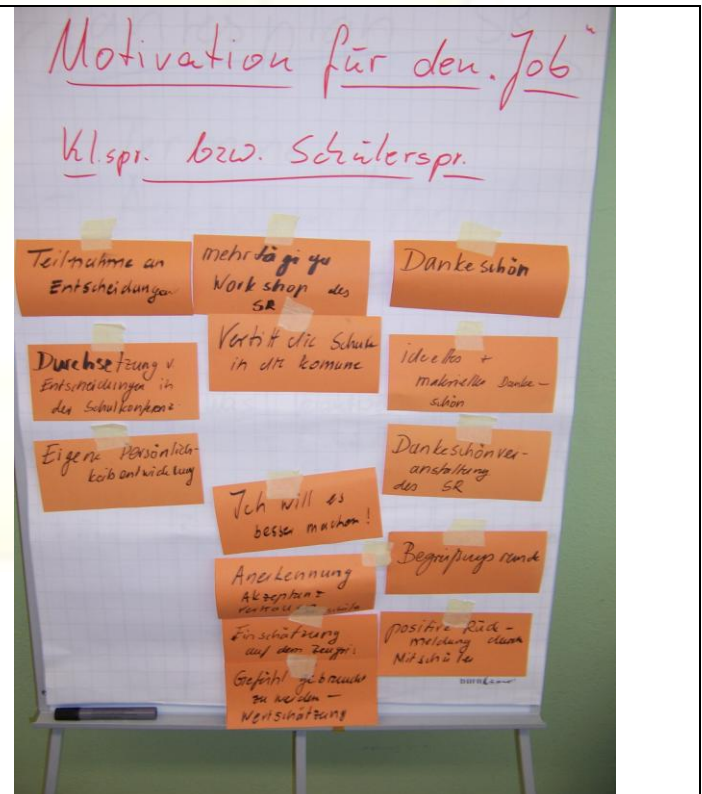 Motivation für den „Job"
Kl.spr. bzw. Schülerspr.
Teilnahme an
Entscheidungen
Durchsetzung v.
Entscheidungen in
der Schulkonferenz
Eigene Persönlich-
keitsentwicklung
mehrtägige
Workshop des
SR
Vertitt die Schule
in der Komune
Ich will es
besser machen!
Anerkennung
Akzeptanz
Einschätzung
auf dem Zeugnis
Gefühl gebraucht
zu werden –
Wertschätzung
Dankeschön
ideelles +
materielles Danke-
schön
Dankeschönver-
anstaltung
des SR
Begrüßungsrunde
positive Rück-
meldung durch
Mitschüler